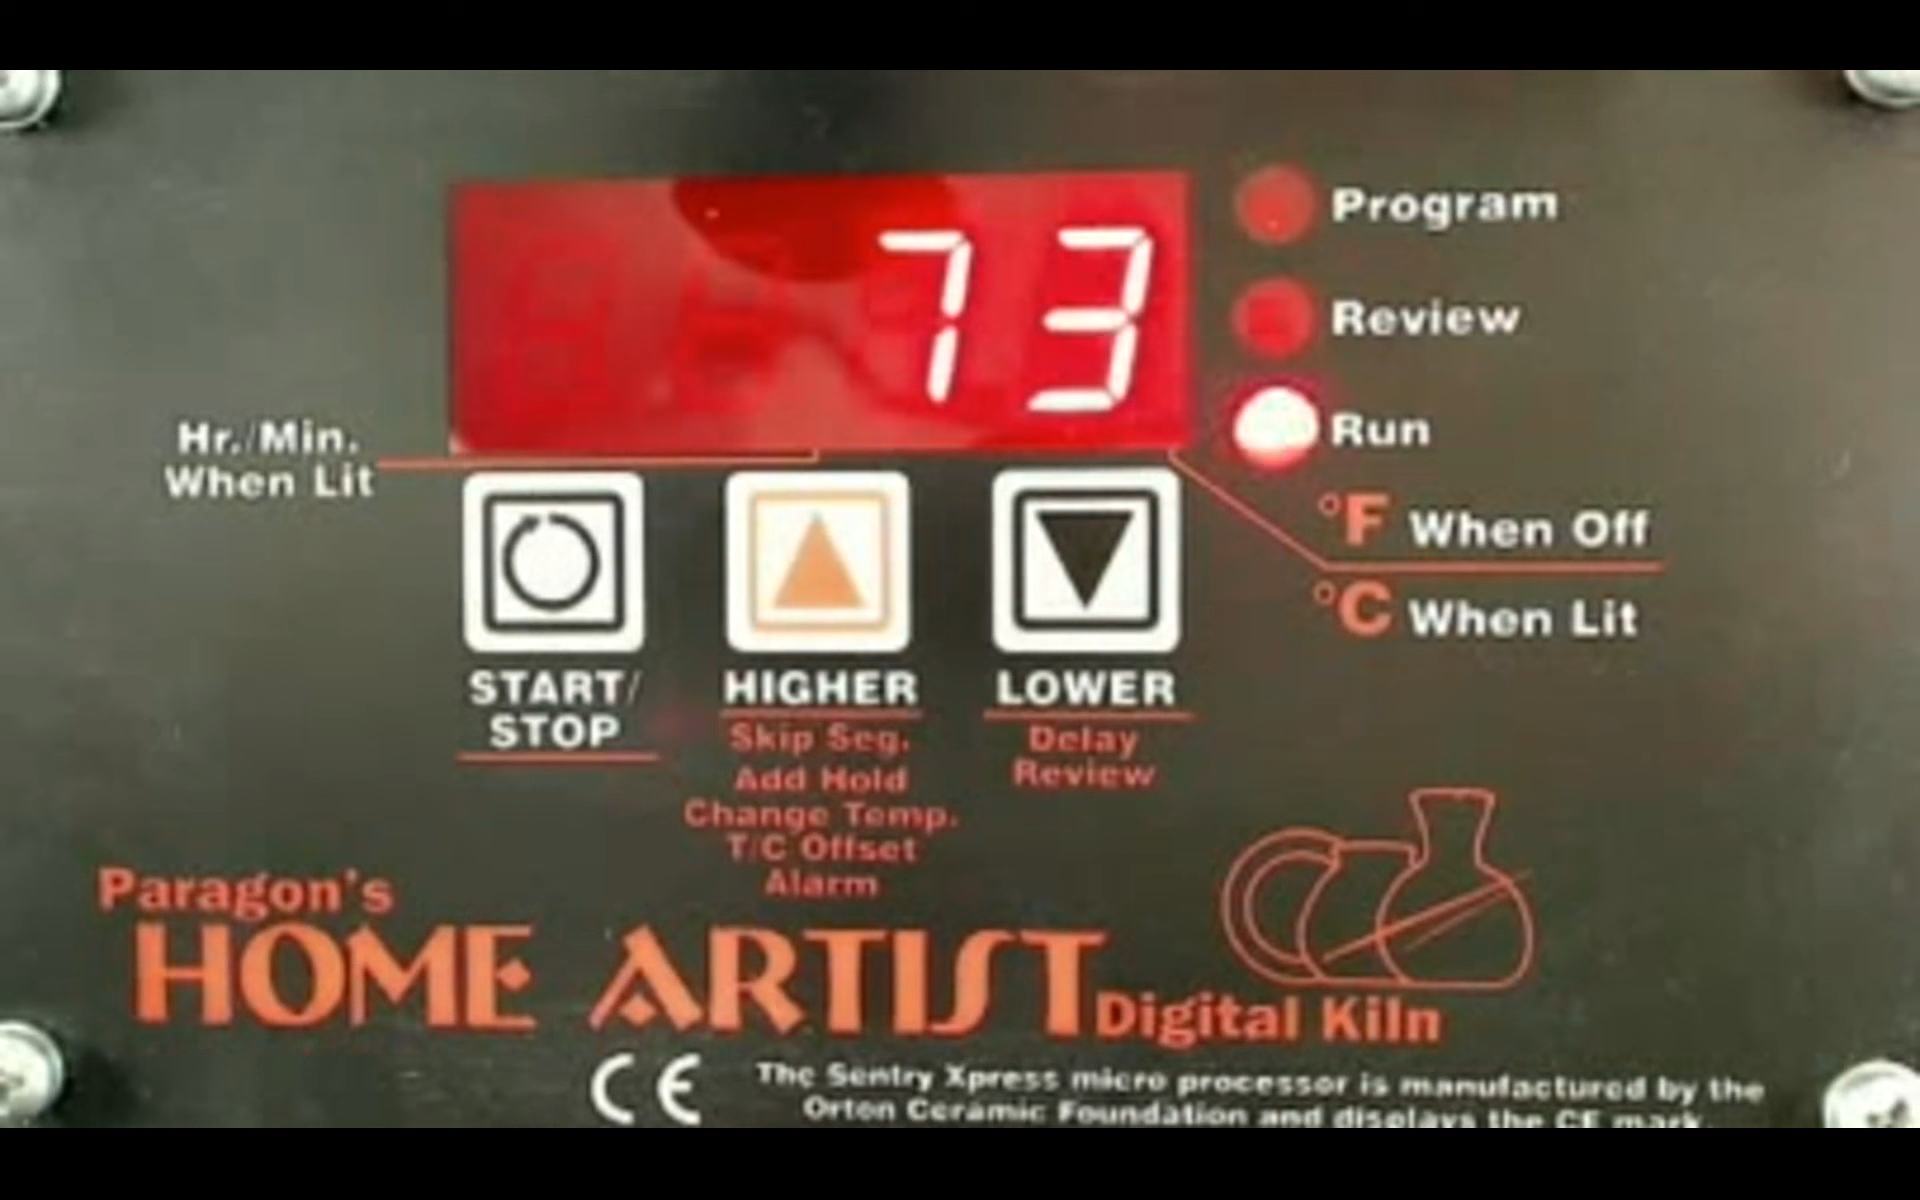 73
Program
Review
Run
Hr./Min.
When Lit
°F When Off
°C When Lit
START/
STOP
HIGHER
Skip Seg.
Add Hold
Change Temp.
T/C Offset
Alarm
LOWER
Delay
Review
Paragon's
HOME ARTIST Digital Kiln
CE The Sentry Xpress micro processor is manufactured by the
Orton Ceramic Foundation and displays the CE mark.